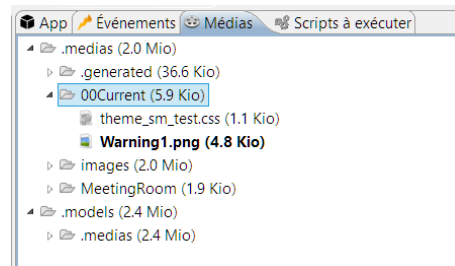 App Événements Médias Scripts à exécuter
.medias (2.0 Mio)
.generated (36.6 Kio)
00Current (5.9 Kio)
theme_sm_test.css (1.1 Kio)
Warning1.png (4.8 Kio)
images (2.0 Mio)
MeetingRoom (1.9 Kio)
.models (2.4 Mio)
.medias (2.4 Mio)